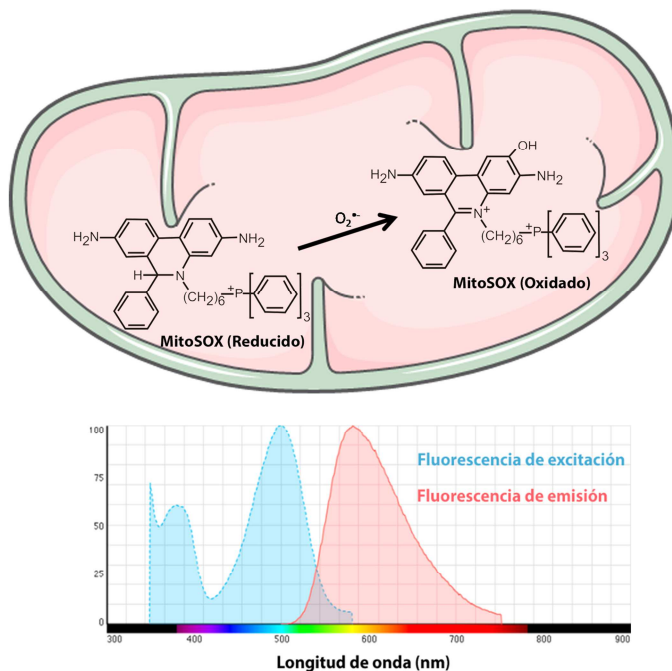 OH
H₂N
NH₂
N⁺
O₂•-
(CH₂)₆—P⁺
3
MitoSOX (Oxidado)
NH₂
NH₂
H
N
(CH₂)₆—P⁺
3
MitoSOX (Reducido)
100
Fluorescencia de excitación
75
Fluorescencia de emisión
50
25
0
300 400 500 600 700 800 900
Longitud de onda (nm)